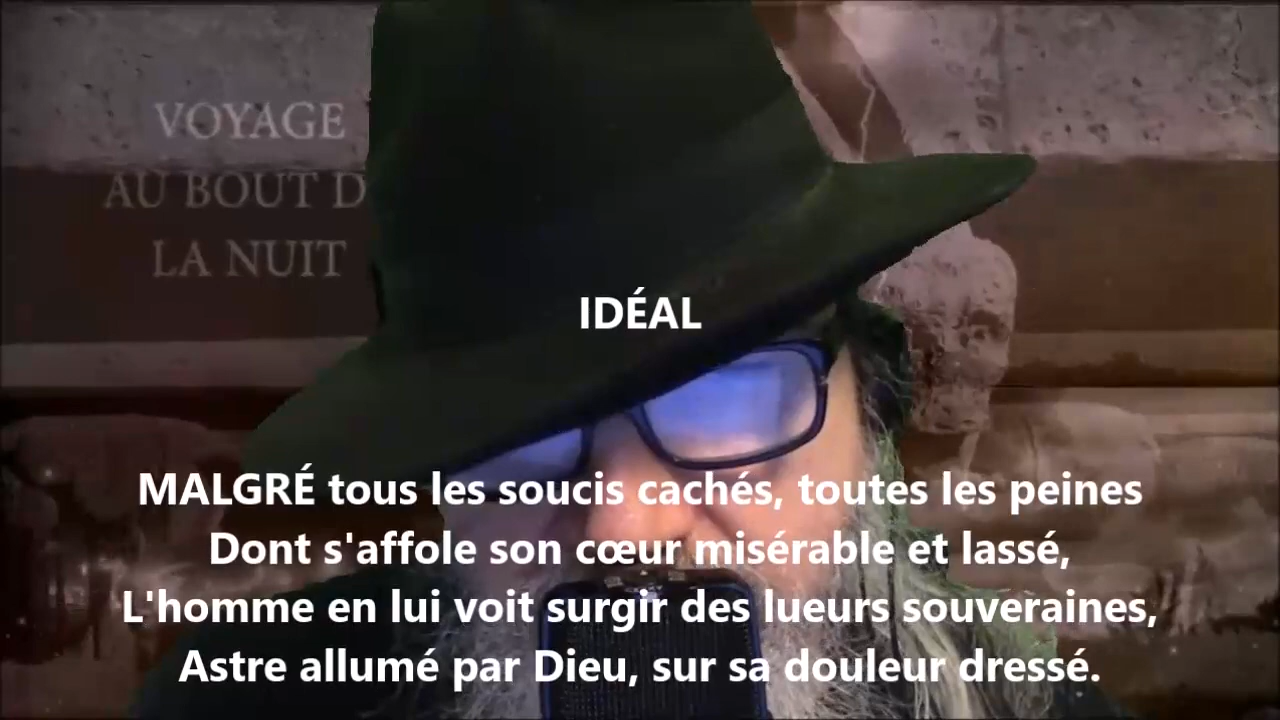 VOYAGE
AU BOUT D
LA NUIT
IDÉAL
MALGRÉ tous les soucis cachés, toutes les peines
Dont s'affole son cœur misérable et lassé,
L'homme en lui voit surgir des lueurs souveraines,
Astre allumé par Dieu, sur sa douleur dressé.